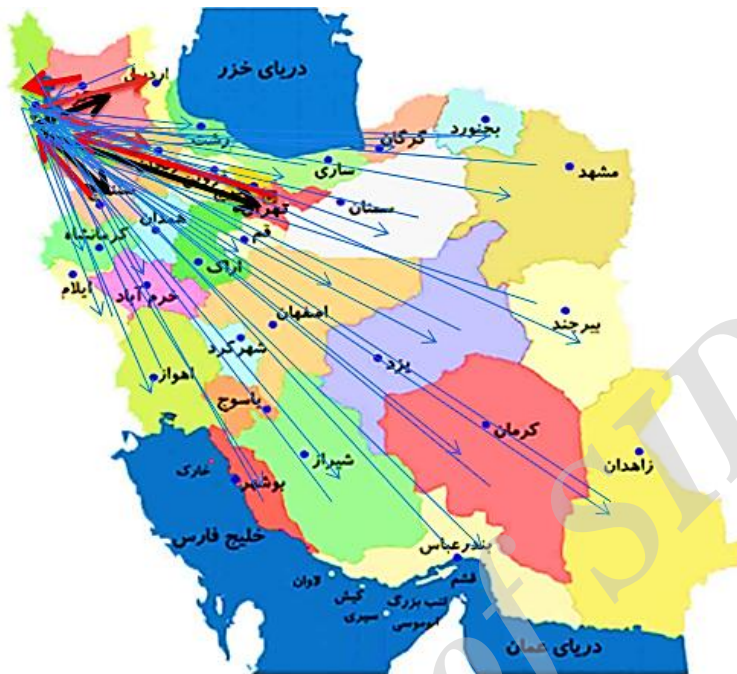 دریای خزر
اردبیل
رشت
گرگان
بجنورد
ساری
مشهد
سمنان
تهران
همدان
کرمانشاه
قم
اراک
ایلام
خرم آباد
اصفهان
بیرجند
شهرکرد
یزد
اهواز
یاسوج
کرمان
شیراز
زاهدان
خارک
بوشهر
خلیج فارس
بندرعباس
قشم
لاوان
کیش
تنب بزرگ
سیری
ابوموسی
دریای عمان
of SID